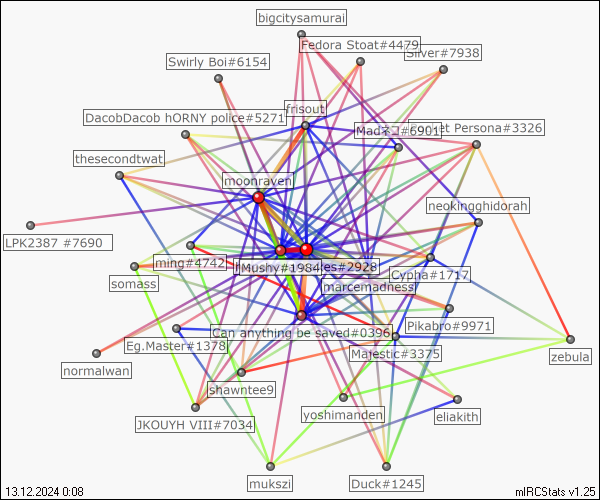 bigcitysamurai
Fedora Stoat#4479
Silver#7938
Swirly Boi#6154
frisout
DacobDacob hORNY police#5271
Madネコ#6901
et Persona#3326
thesecondtwat
moonraven
neokingghidorah
LPK2387 #7690
ming#4742
Mushy#1984
es#2928
Cypha#1717
somass
marcemadness
Can anything be saved#0396
Pikabro#9971
Eg.Master#1378
Majestic#3375
zebula
normalwan
shawntee9
JKOUYH VIII#7034
yoshimanden
eliakith
mukszi
Duck#1245
13.12.2024 0:08
mIRCStats v1.25